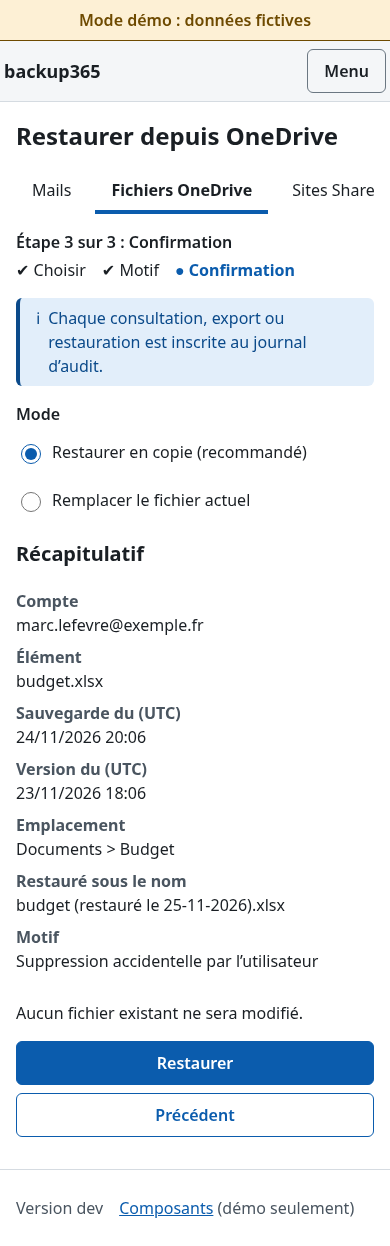 Mode démo : données fictives
backup365
Menu
Restaurer depuis OneDrive
Mails
Fichiers OneDrive
Sites Share
Étape 3 sur 3 : Confirmation
✔ Choisir ✔ Motif ● Confirmation
i Chaque consultation, export ou
restauration est inscrite au journal
d’audit.
Mode
Restaurer en copie (recommandé)
Remplacer le fichier actuel
Récapitulatif
Compte
marc.lefevre@exemple.fr
Élément
budget.xlsx
Sauvegarde du (UTC)
24/11/2026 20:06
Version du (UTC)
23/11/2026 18:06
Emplacement
Documents > Budget
Restauré sous le nom
budget (restauré le 25-11-2026).xlsx
Motif
Suppression accidentelle par l’utilisateur
Aucun fichier existant ne sera modifié.
Restaurer
Précédent
Version dev Composants (démo seulement)